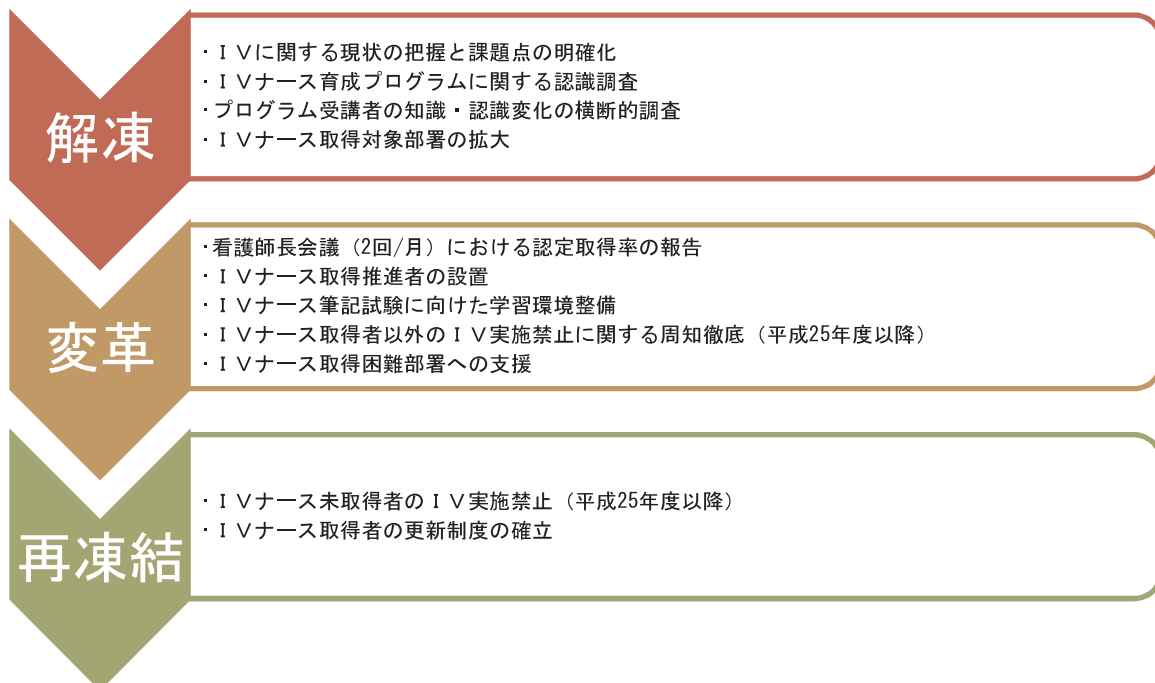 解凍
・ＩＶに関する現状の把握と課題点の明確化
・ＩＶナース育成プログラムに関する認識調査
・プログラム受講者の知識・認識変化の横断的調査
・ＩＶナース取得対象部署の拡大
変革
・看護師長会議（2回/月）における認定取得率の報告
・ＩＶナース取得推進者の設置
・ＩＶナース筆記試験に向けた学習環境整備
・ＩＶナース取得者以外のＩＶ実施禁止に関する周知徹底（平成25年度以降）
・ＩＶナース取得困難部署への支援
再凍結
・ＩＶナース未取得者のＩＶ実施禁止（平成25年度以降）
・ＩＶナース取得者の更新制度の確立